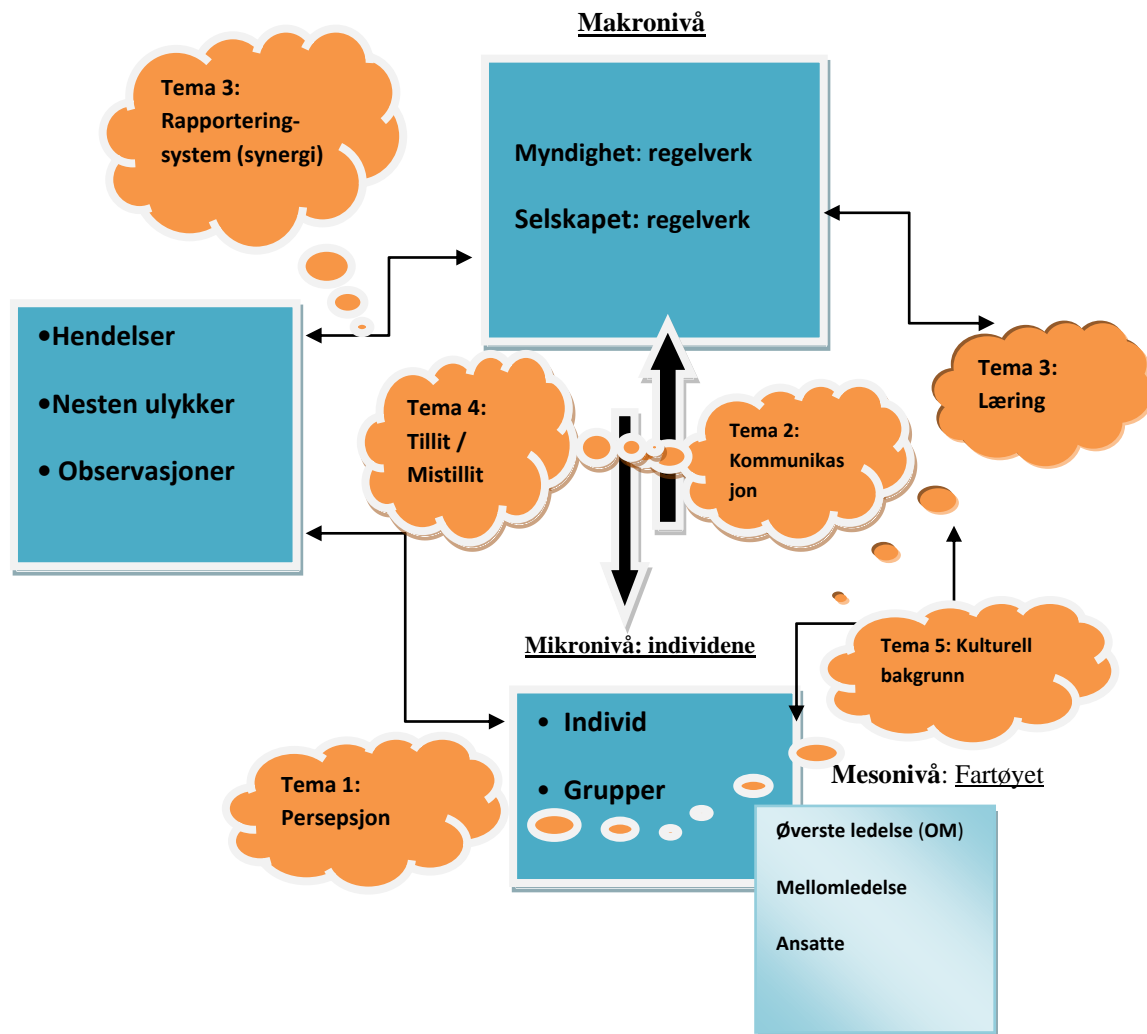 Makronivå
Tema 3:
Rapportering-
system (synergi)
Myndighet: regelverk
Selskapet: regelverk
•Hendelser
•Nesten ulykker
• Observasjoner
Tema 4:
Tillit /
Mistillit
Tema 2:
Kommunikas
jon
Tema 3:
Læring
Mikronivå: individene
Tema 5: Kulturell
bakgrunn
• Individ
• Grupper
Tema 1:
Persepsjon
Mesonivå: Fartøyet
Øverste ledelse (OM)
Mellomledelse
Ansatte